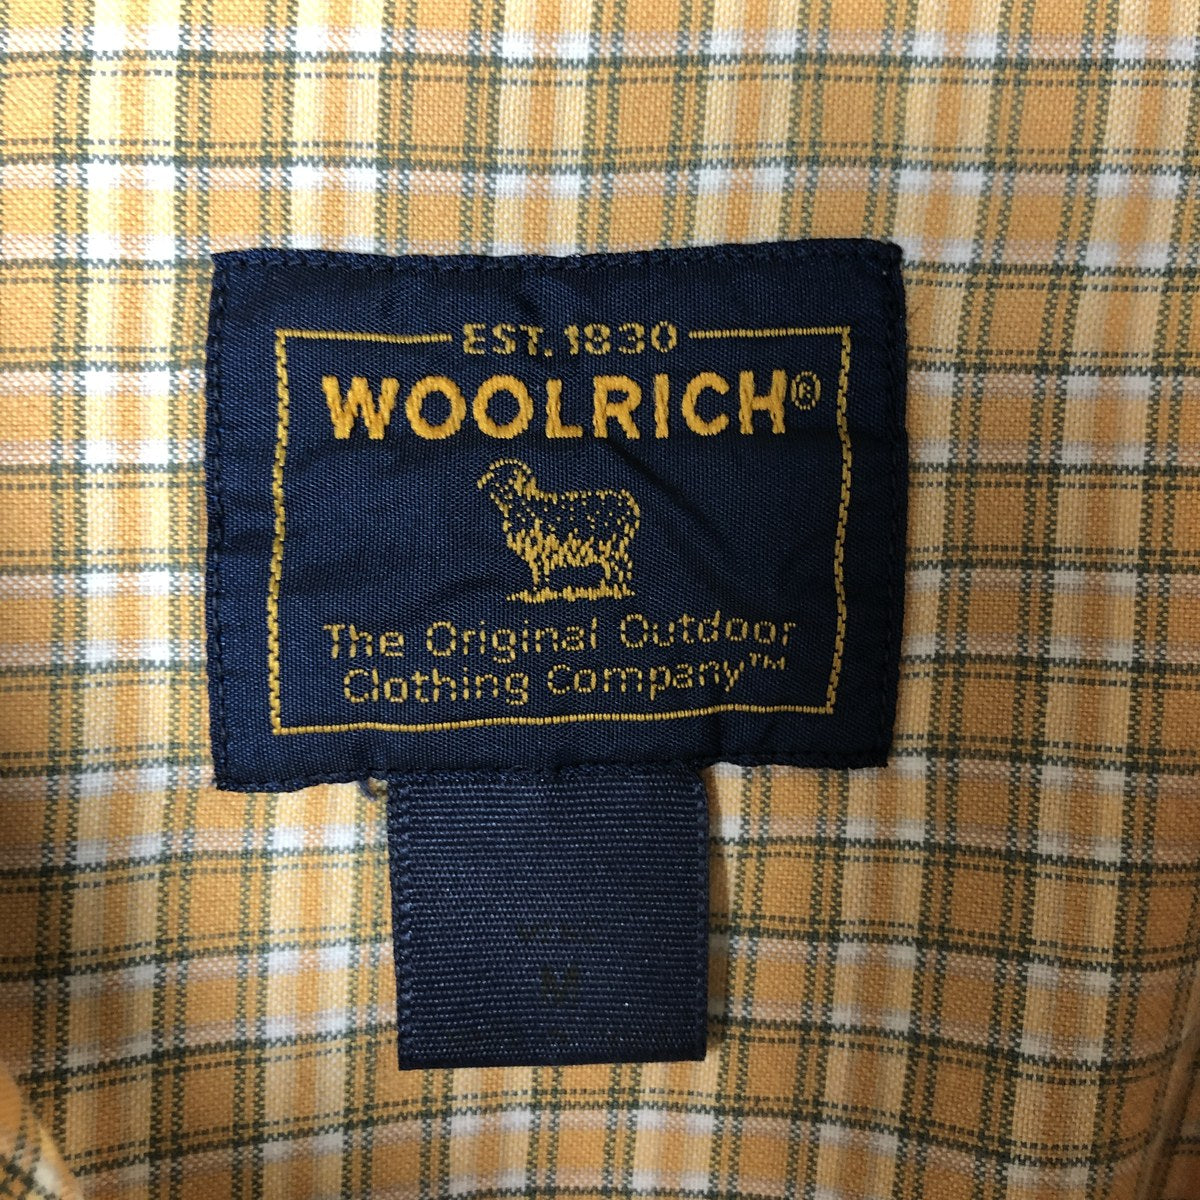 EST. 1830
WOOLRICH®
The Original Outdoor
Clothing Company™
M